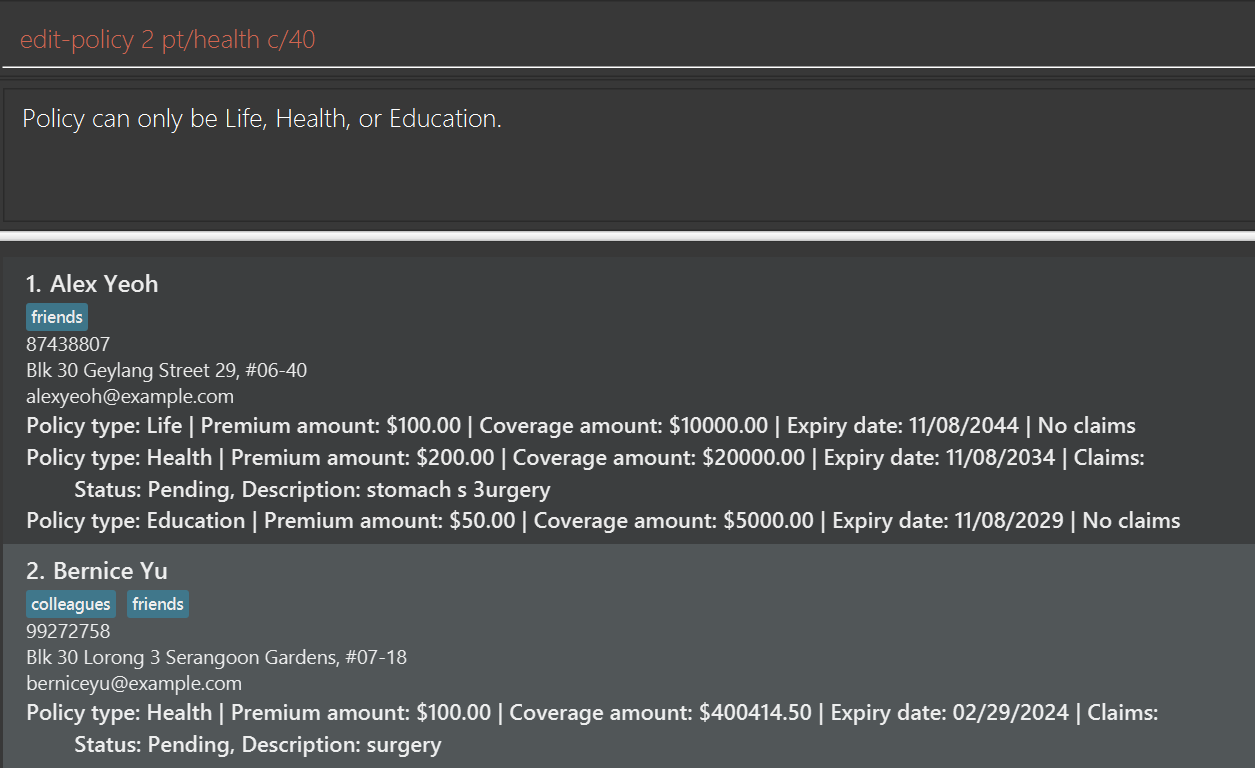 edit-policy 2 pt/health c/40
Policy can only be Life, Health, or Education.
1. Alex Yeoh
friends
87438807
Blk 30 Geylang Street 29, #06-40
alexyeoh@example.com
Policy type: Life | Premium amount: $100.00 | Coverage amount: $10000.00 | Expiry date: 11/08/2044 | No claims
Policy type: Health | Premium amount: $200.00 | Coverage amount: $20000.00 | Expiry date: 11/08/2034 | Claims:
Status: Pending, Description: stomach s 3urgery
Policy type: Education | Premium amount: $50.00 | Coverage amount: $5000.00 | Expiry date: 11/08/2029 | No claims
2. Bernice Yu
colleagues friends
99272758
Blk 30 Lorong 3 Serangoon Gardens, #07-18
berniceyu@example.com
Policy type: Health | Premium amount: $100.00 | Coverage amount: $400414.50 | Expiry date: 02/29/2024 | Claims:
Status: Pending, Description: surgery